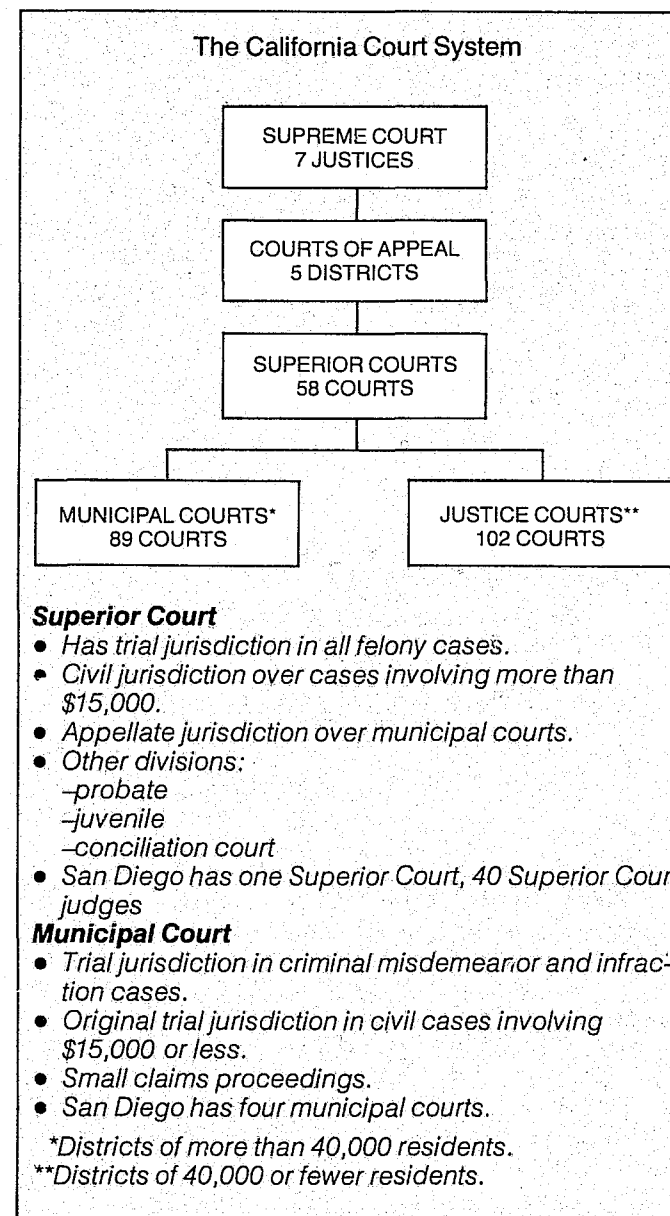 The California Court System
SUPREME COURT
7 JUSTICES
COURTS OF APPEAL
5 DISTRICTS
SUPERIOR COURTS
58 COURTS
MUNICIPAL COURTS*
89 COURTS
JUSTICE COURTS**
102 COURTS
Superior Court
● Has trial jurisdiction in all felony cases.
● Civil jurisdiction over cases involving more than
$15,000.
● Appellate jurisdiction over municipal courts.
● Other divisions:
–probate
–juvenile
–conciliation court
● San Diego has one Superior Court, 40 Superior Cour
judges
Municipal Court
● Trial jurisdiction in criminal misdemeanor and infrac-
tion cases.
● Original trial jurisdiction in civil cases involving
$15,000 or less.
● Small claims proceedings.
● San Diego has four municipal courts.
*Districts of more than 40,000 residents.
**Districts of 40,000 or fewer residents.